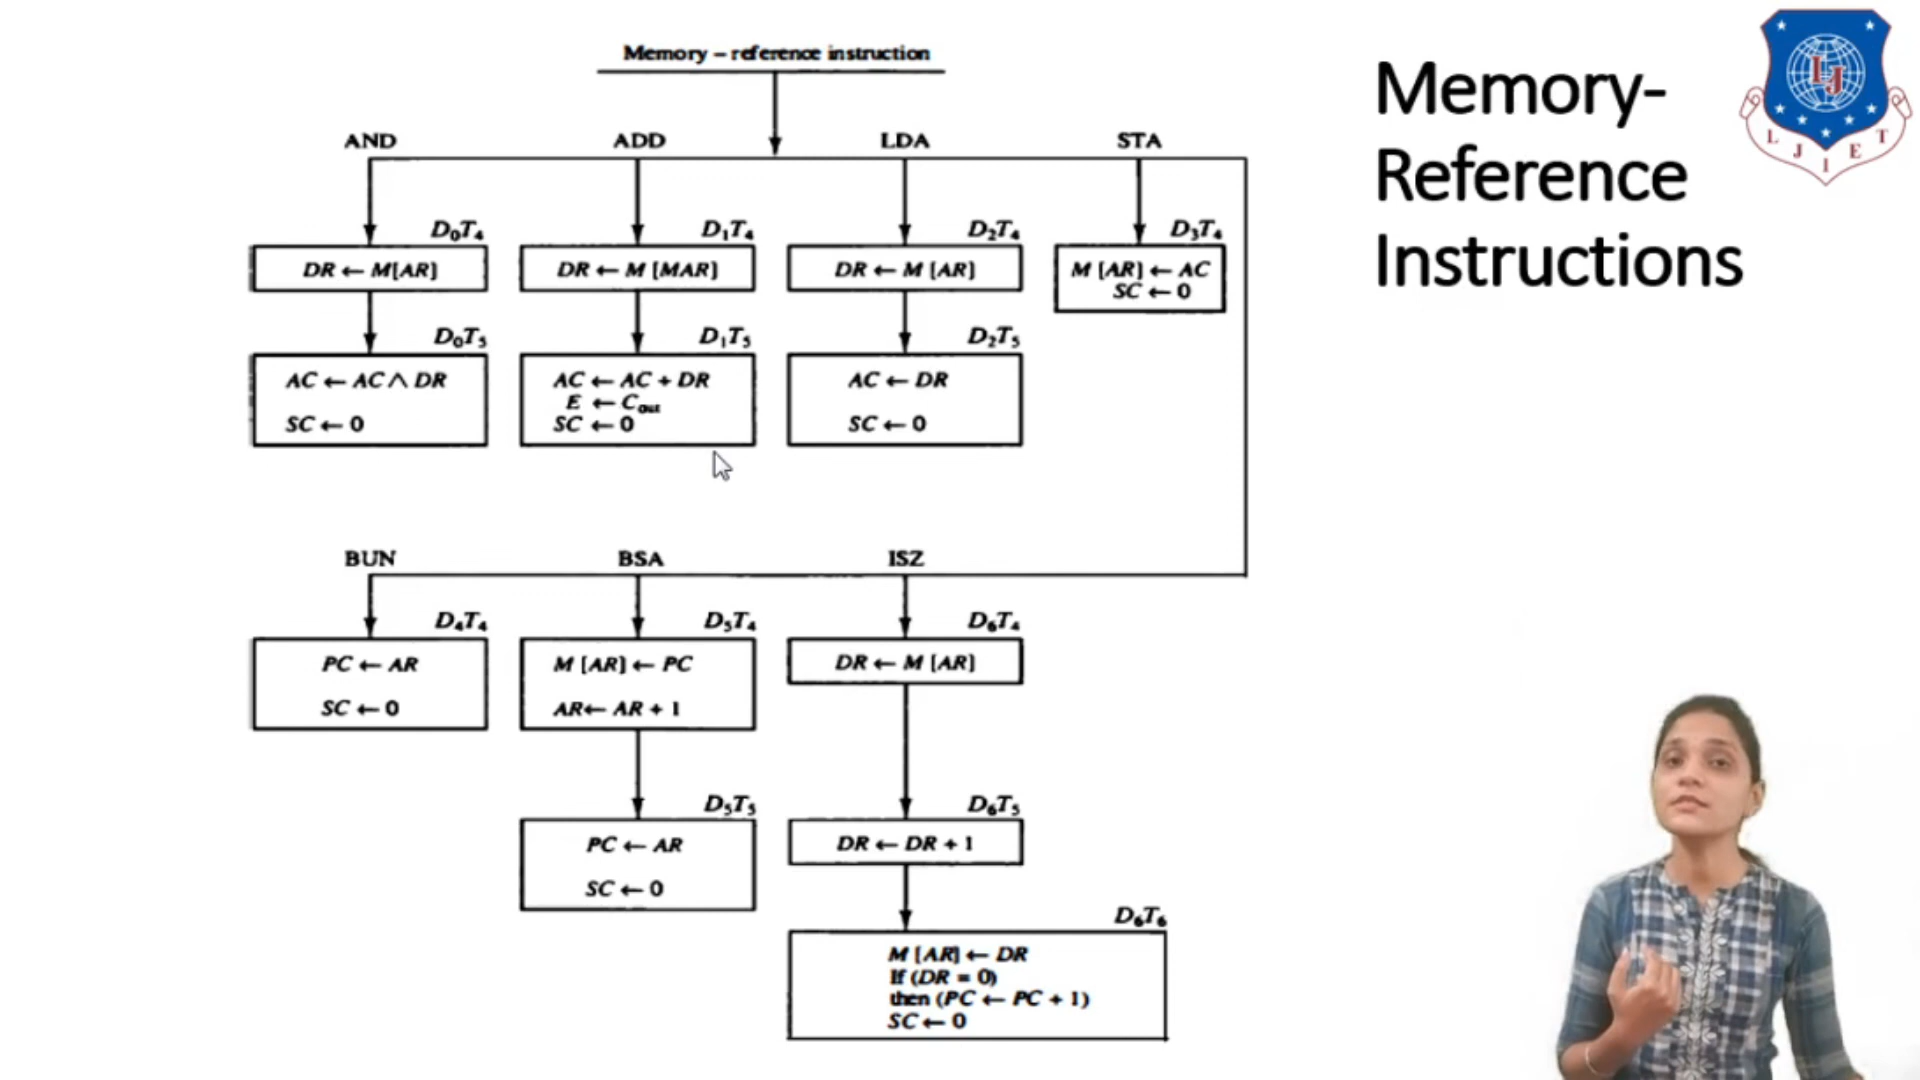 Memory – reference instruction
Memory-
Reference
Instructions
L J I E T
LJ
AND ADD LDA STA
D₀T₄ D₁T₄ D₂T₄ D₃T₄
DR ← M[AR]
DR ← M [MAR]
DR ← M [AR]
M [AR] ← AC
SC ← 0
D₀T₅ D₁T₅ D₂T₅
AC ← AC ∧ DR
SC ← 0
AC ← AC + DR
E ← Cout
SC ← 0
AC ← DR
SC ← 0
BUN BSA ISZ
D₄T₄ D₅T₄ D₆T₄
PC ← AR
SC ← 0
M [AR] ← PC
AR← AR + 1
DR ← M [AR]
D₅T₅ D₆T₅
PC ← AR
SC ← 0
DR ← DR + 1
D₆T₆
M [AR] ← DR
If (DR = 0)
then (PC ← PC + 1)
SC ← 0